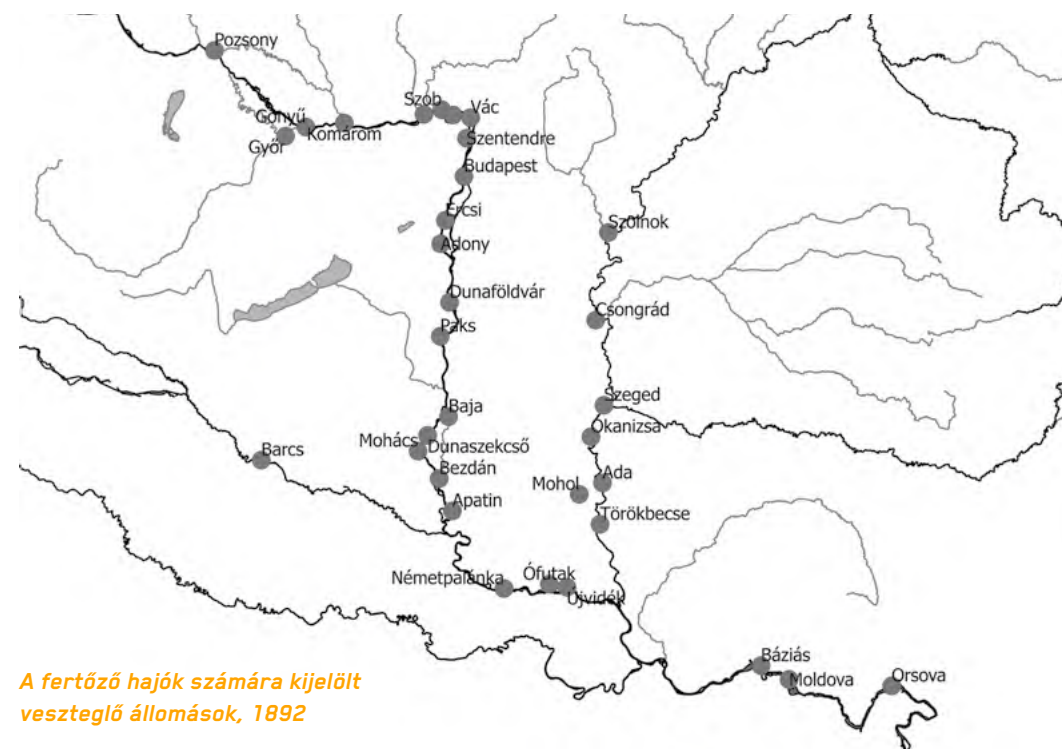 Pozsony
Gönyű
Komárom
Győr
Szob
Vác
Szentendre
Budapest
Ercsi
Adony
Szolnok
Dunaföldvár
Csongrád
Paks
Baja
Szeged
Mohács
Dunaszekcső
Ókanizsa
Barcs
Bezdán
Ada
Mohol
Apatin
Törökbecse
Németpalánka
Ófutak
Újvidék
Báziás
Moldova
Orsova
A fertőző hajók számára kijelölt
veszteglő állomások, 1892